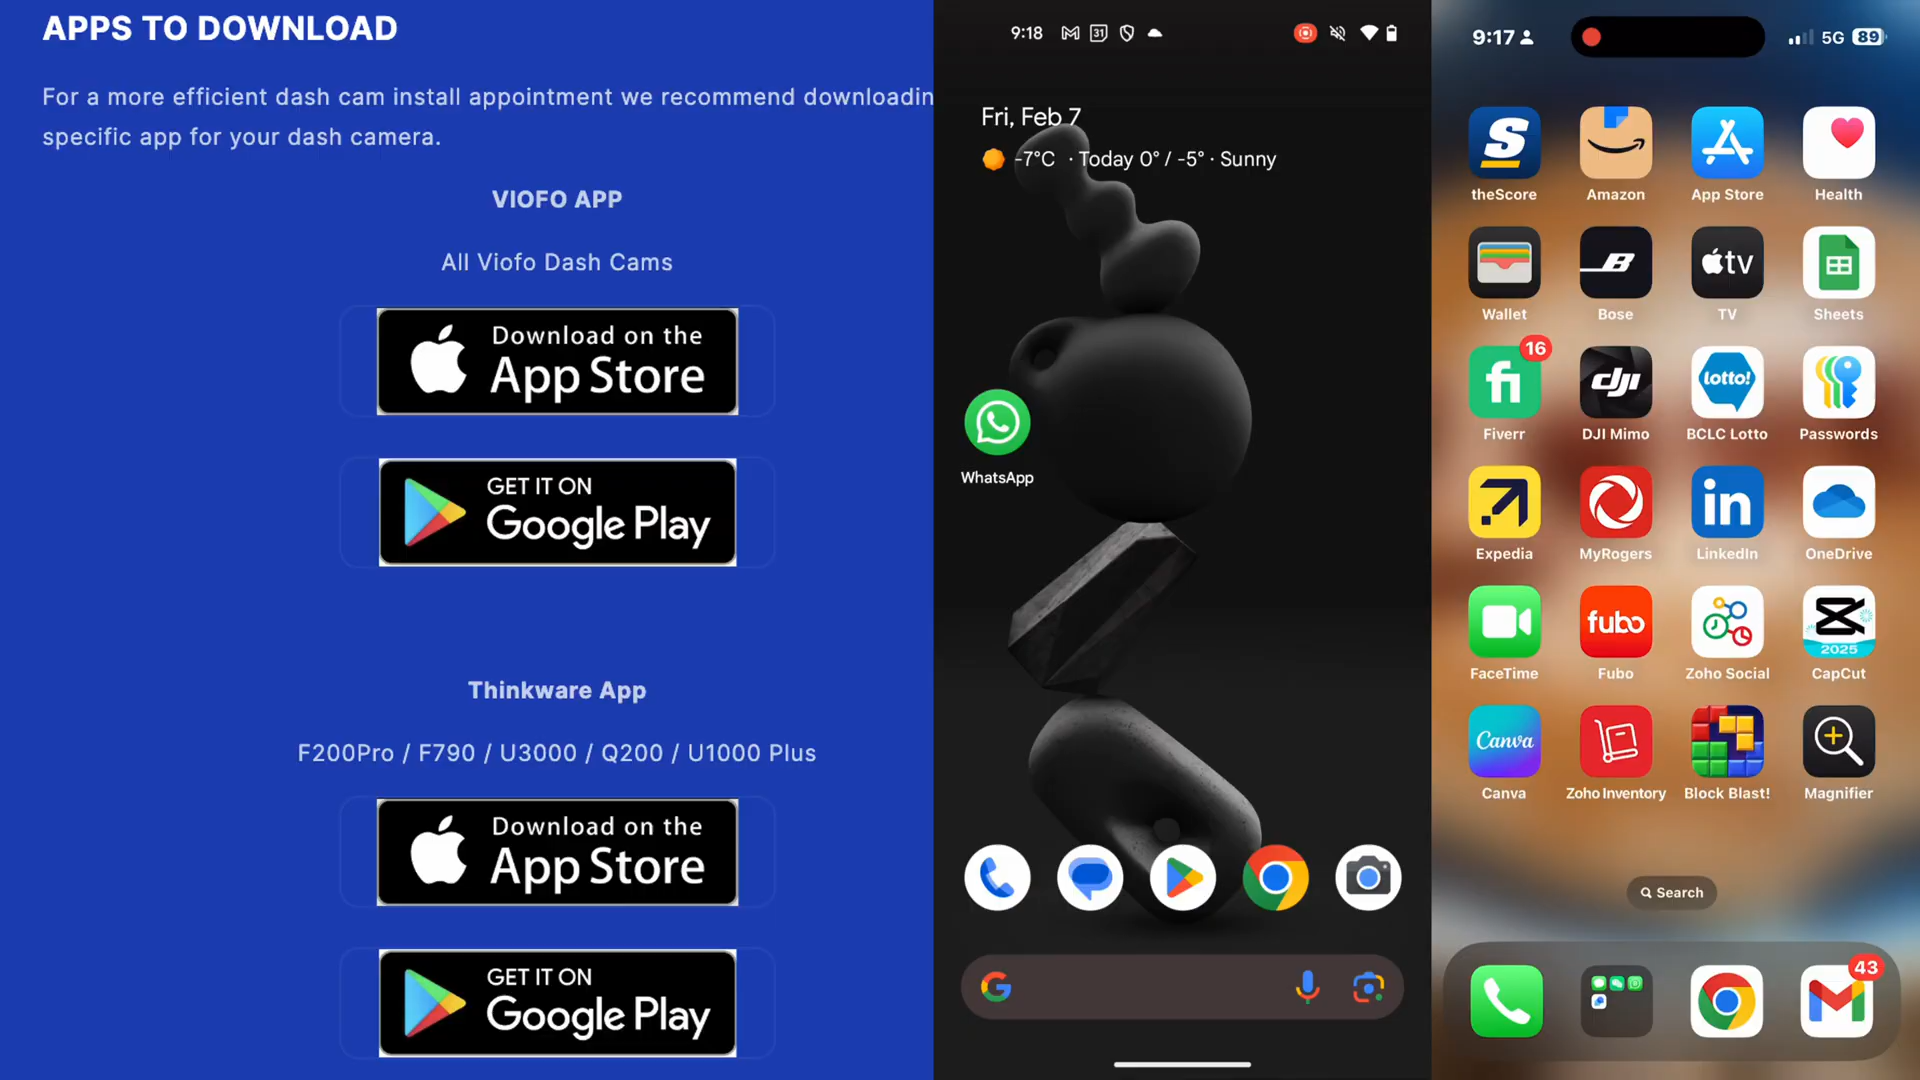 APPS TO DOWNLOAD
For a more efficient dash cam install appointment we recommend downloadin
specific app for your dash camera.
VIOFO APP
All Viofo Dash Cams
Download on the
App Store
GET IT ON
Google Play
Thinkware App
F200Pro / F790 / U3000 / Q200 / U1000 Plus
Download on the
App Store
GET IT ON
Google Play
9:18
31
Fri, Feb 7
-7°C · Today 0° / -5° · Sunny
WhatsApp
9:17
5G 89
theScore Amazon App Store Health
tv
Wallet Bose TV Sheets
16
fi dji lotto!
Fiverr DJI Mimo BCLC Lotto Passwords
in
Expedia MyRogers LinkedIn OneDrive
fubo
2025
FaceTime Fubo Zoho Social CapCut
Canva
Canva Zoho Inventory Block Blast! Magnifier
Search
43